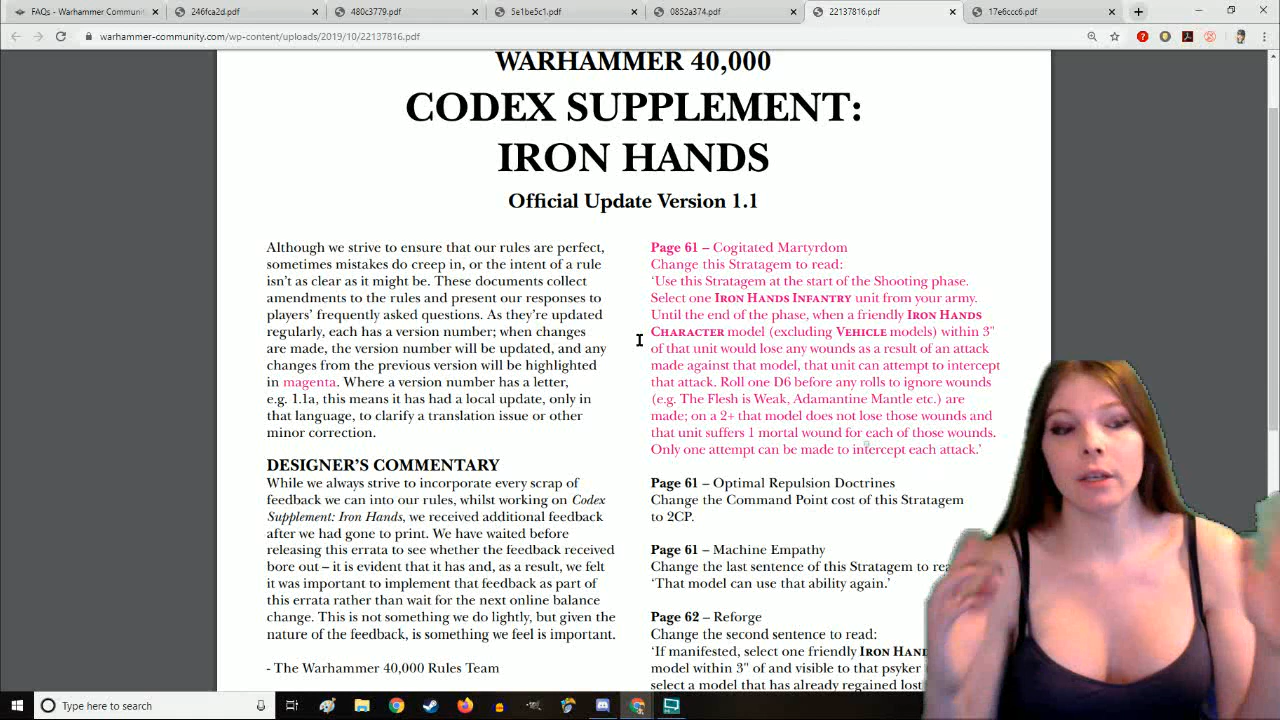 FAQs - Warhammer Communi
246fca2d.pdf
480c3779.pdf
5e1be5c1.pdf
0852a374.pdf
22137816.pdf
17e6ccc6.pdf
warhammer-community.com/wp-content/uploads/2019/10/22137816.pdf
WARHAMMER 40,000
CODEX SUPPLEMENT:
IRON HANDS
Official Update Version 1.1
Although we strive to ensure that our rules are perfect,
sometimes mistakes do creep in, or the intent of a rule
isn't as clear as it might be. These documents collect
amendments to the rules and present our responses to
players' frequently asked questions. As they're updated
regularly, each has a version number; when changes
are made, the version number will be updated, and any
changes from the previous version will be highlighted
in magenta. Where a version number has a letter,
e.g. 1.1a, this means it has had a local update, only in
that language, to clarify a translation issue or other
minor correction.
DESIGNER'S COMMENTARY
While we always strive to incorporate every scrap of
feedback we can into our rules, whilst working on Codex
Supplement: Iron Hands, we received additional feedback
after we had gone to print. We have waited before
releasing this errata to see whether the feedback received
bore out – it is evident that it has and, as a result, we felt
it was important to implement that feedback as part of
this errata rather than wait for the next online balance
change. This is not something we do lightly, but given the
nature of the feedback, is something we feel is important.
- The Warhammer 40,000 Rules Team
Page 61 – Cogitated Martyrdom
Change this Stratagem to read:
'Use this Stratagem at the start of the Shooting phase.
Select one IRON HANDS INFANTRY unit from your army.
Until the end of the phase, when a friendly IRON HANDS
CHARACTER model (excluding VEHICLE models) within 3"
of that unit would lose any wounds as a result of an attack
made against that model, that unit can attempt to intercept
that attack. Roll one D6 before any rolls to ignore wounds
(e.g. The Flesh is Weak, Adamantine Mantle etc.) are
made; on a 2+ that model does not lose those wounds and
that unit suffers 1 mortal wound for each of those wounds.
Only one attempt can be made to intercept each attack.'
Page 61 – Optimal Repulsion Doctrines
Change the Command Point cost of this Stratagem
to 2CP.
Page 61 – Machine Empathy
Change the last sentence of this Stratagem to rea
'That model can use that ability again.'
Page 62 – Reforge
Change the second sentence to read:
'If manifested, select one friendly IRON HAN
model within 3" of and visible to that psyker
select a model that has already regained lost
Type here to search